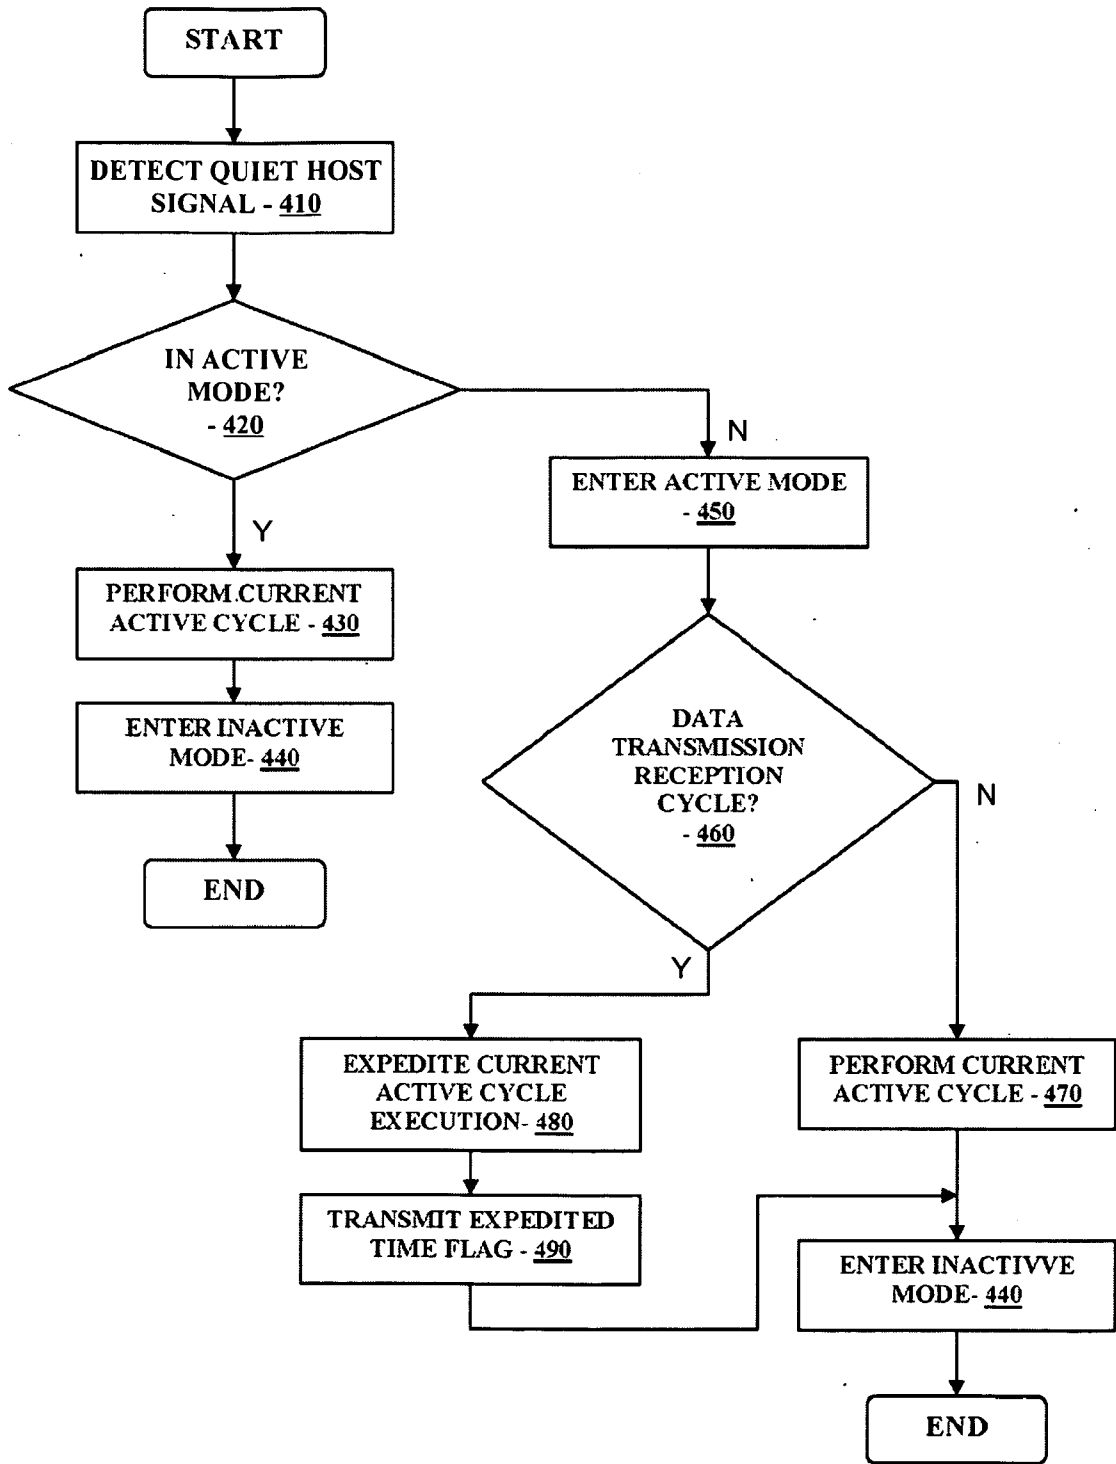 START
DETECT QUIET HOST
SIGNAL - 410
IN ACTIVE
MODE?
- 420
N
ENTER ACTIVE MODE
- 450
Y
PERFORM CURRENT
ACTIVE CYCLE - 430
ENTER INACTIVE
MODE- 440
END
DATA
TRANSMISSION
RECEPTION
CYCLE?
- 460
N
Y
EXPEDITE CURRENT
ACTIVE CYCLE
EXECUTION- 480
PERFORM CURRENT
ACTIVE CYCLE - 470
TRANSMIT EXPEDITED
TIME FLAG - 490
ENTER INACTIVVE
MODE- 440
END